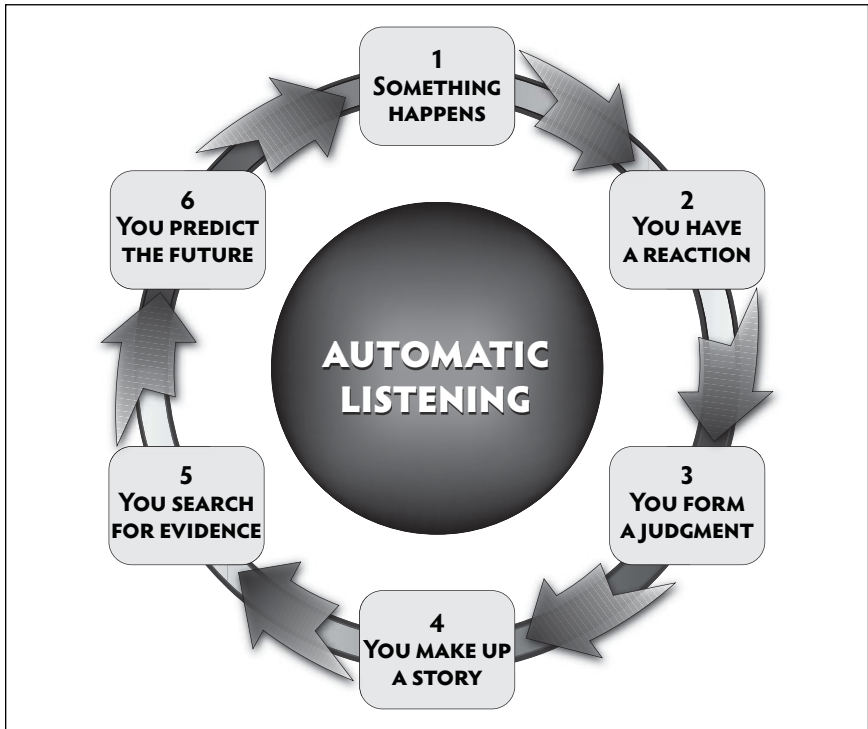 1
SOMETHING
HAPPENS
2
YOU HAVE
A REACTION
3
YOU FORM
A JUDGMENT
4
YOU MAKE UP
A STORY
5
YOU SEARCH
FOR EVIDENCE
6
YOU PREDICT
THE FUTURE
AUTOMATIC
LISTENING